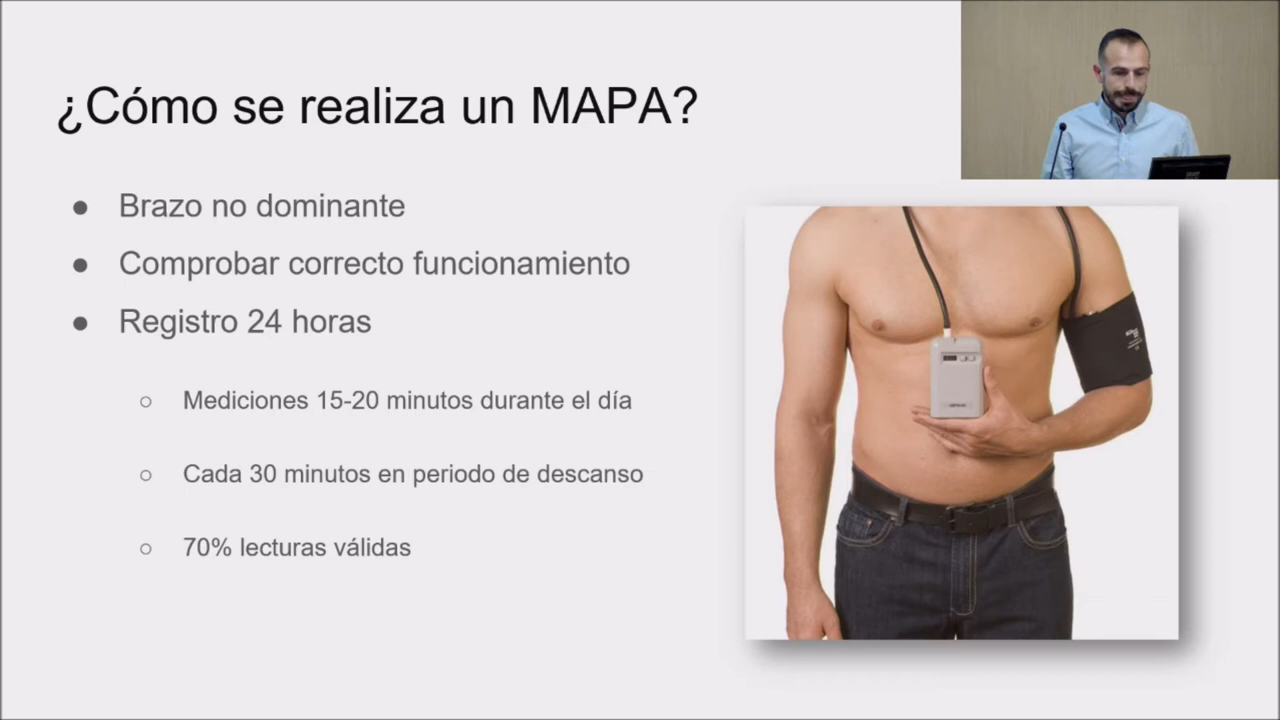 ¿Cómo se realiza un MAPA?
● Brazo no dominante
● Comprobar correcto funcionamiento
● Registro 24 horas
○ Mediciones 15-20 minutos durante el día
○ Cada 30 minutos en periodo de descanso
○ 70% lecturas válidas